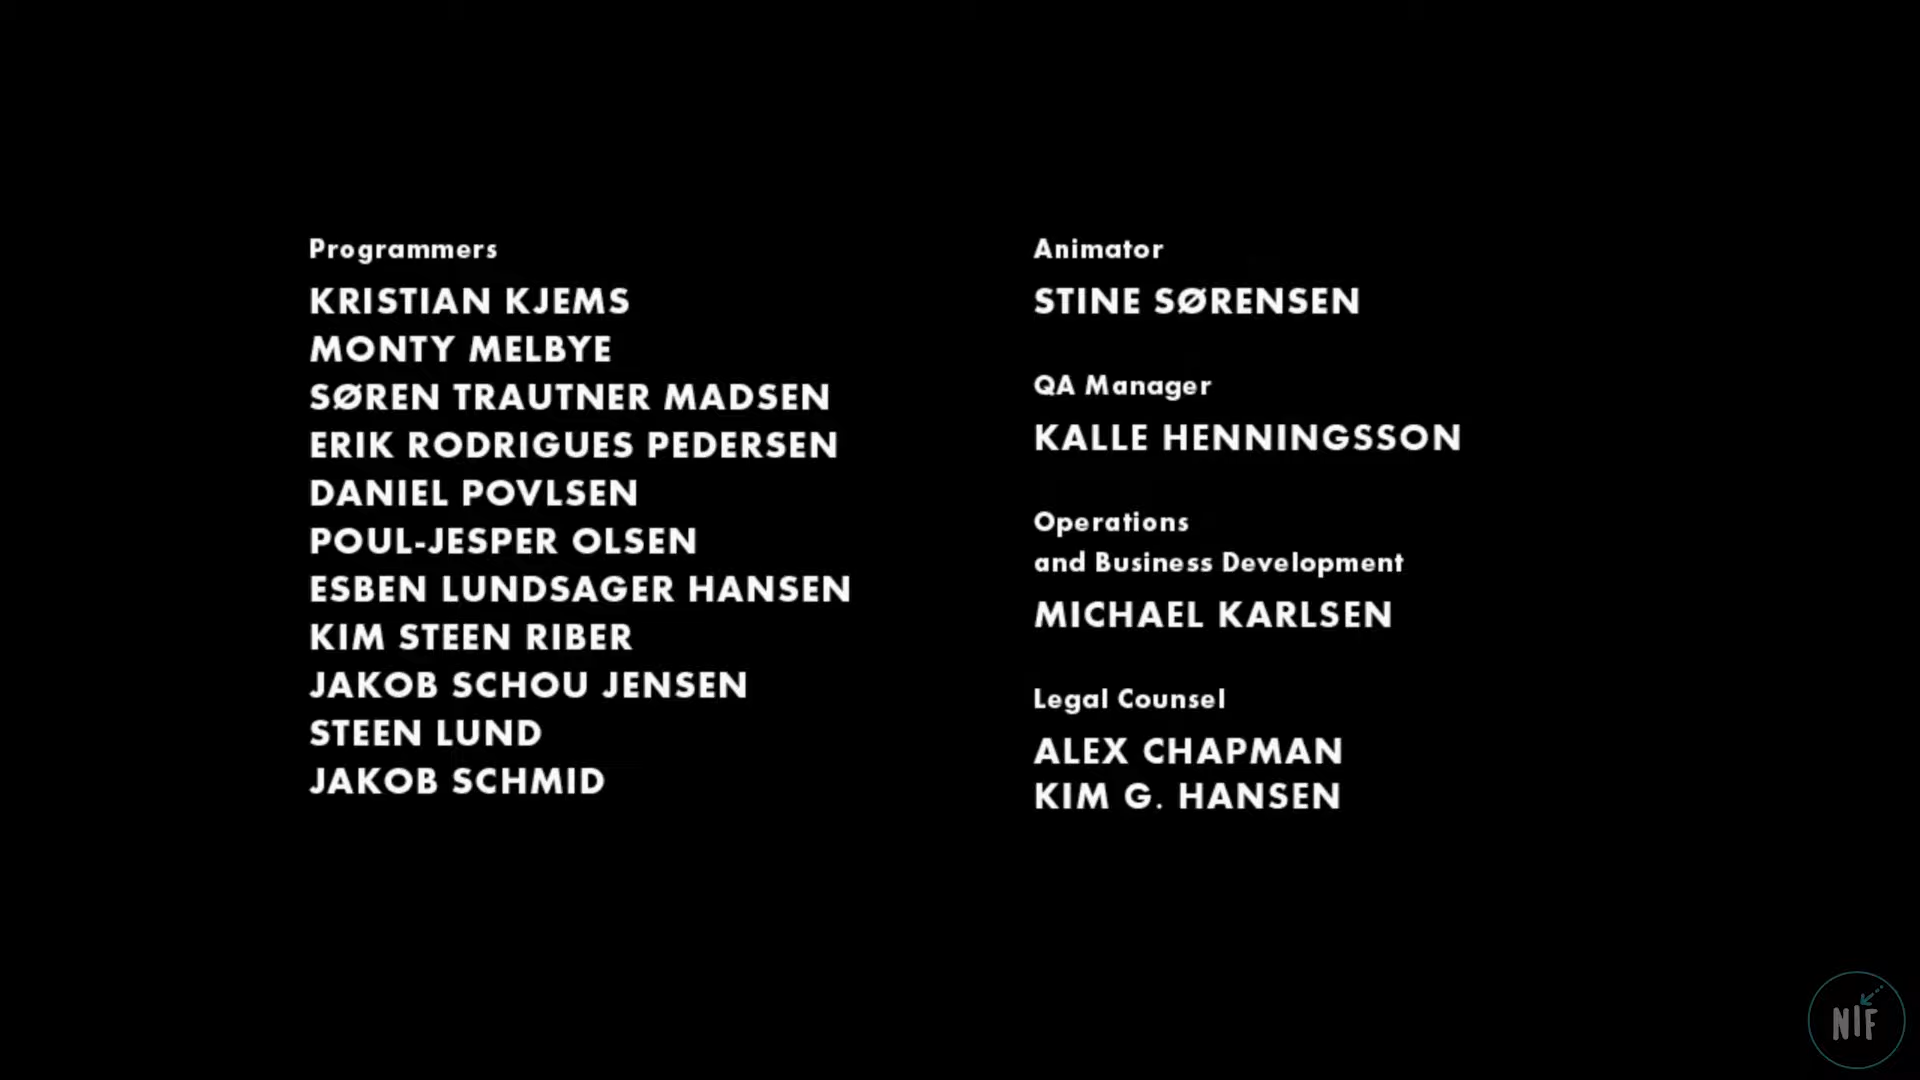 Programmers
KRISTIAN KJEMS
MONTY MELBYE
SØREN TRAUTNER MADSEN
ERIK RODRIGUES PEDERSEN
DANIEL POVLSEN
POUL-JESPER OLSEN
ESBEN LUNDSAGER HANSEN
KIM STEEN RIBER
JAKOB SCHOU JENSEN
STEEN LUND
JAKOB SCHMID
Animator
STINE SØRENSEN
QA Manager
KALLE HENNINGSSON
Operations
and Business Development
MICHAEL KARLSEN
Legal Counsel
ALEX CHAPMAN
KIM G. HANSEN
NIF